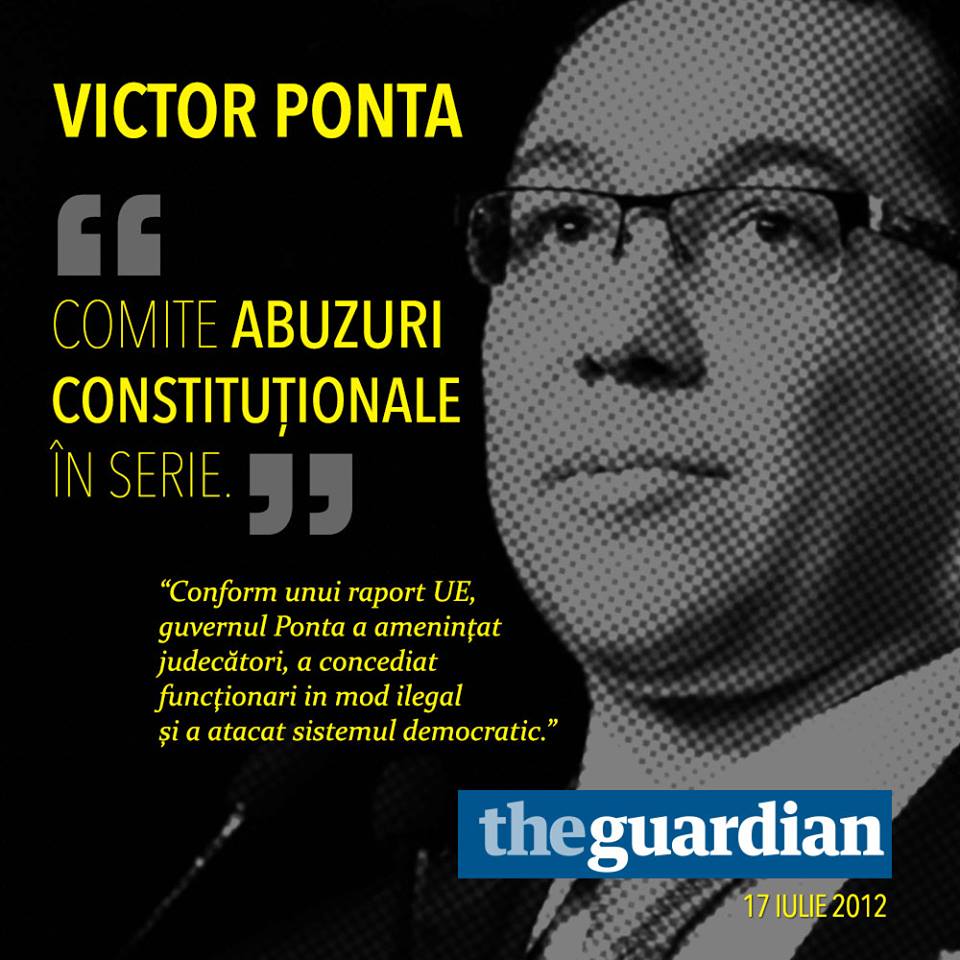 VICTOR PONTA
“
COMITE ABUZURI
CONSTITUȚIONALE
ÎN SERIE. ”
“Conform unui raport UE,
guvernul Ponta a amenințat
judecători, a concediat
funcționari in mod ilegal
și a atacat sistemul democratic.”
theguardian
17 IULIE 2012